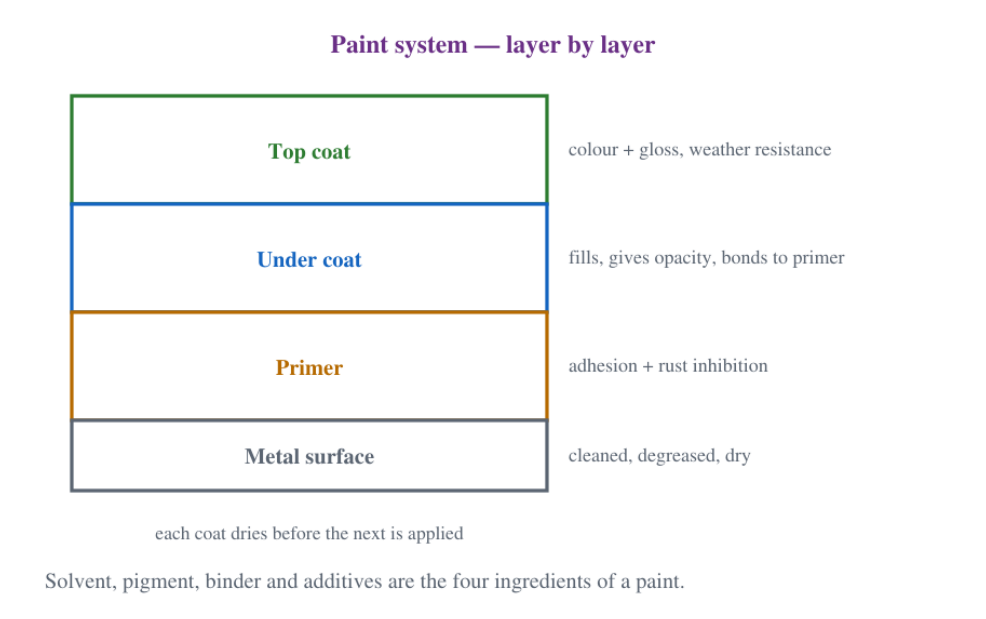 Paint system — layer by layer
Top coat
colour + gloss, weather resistance
Under coat
fills, gives opacity, bonds to primer
Primer
adhesion + rust inhibition
Metal surface
cleaned, degreased, dry
each coat dries before the next is applied
Solvent, pigment, binder and additives are the four ingredients of a paint.